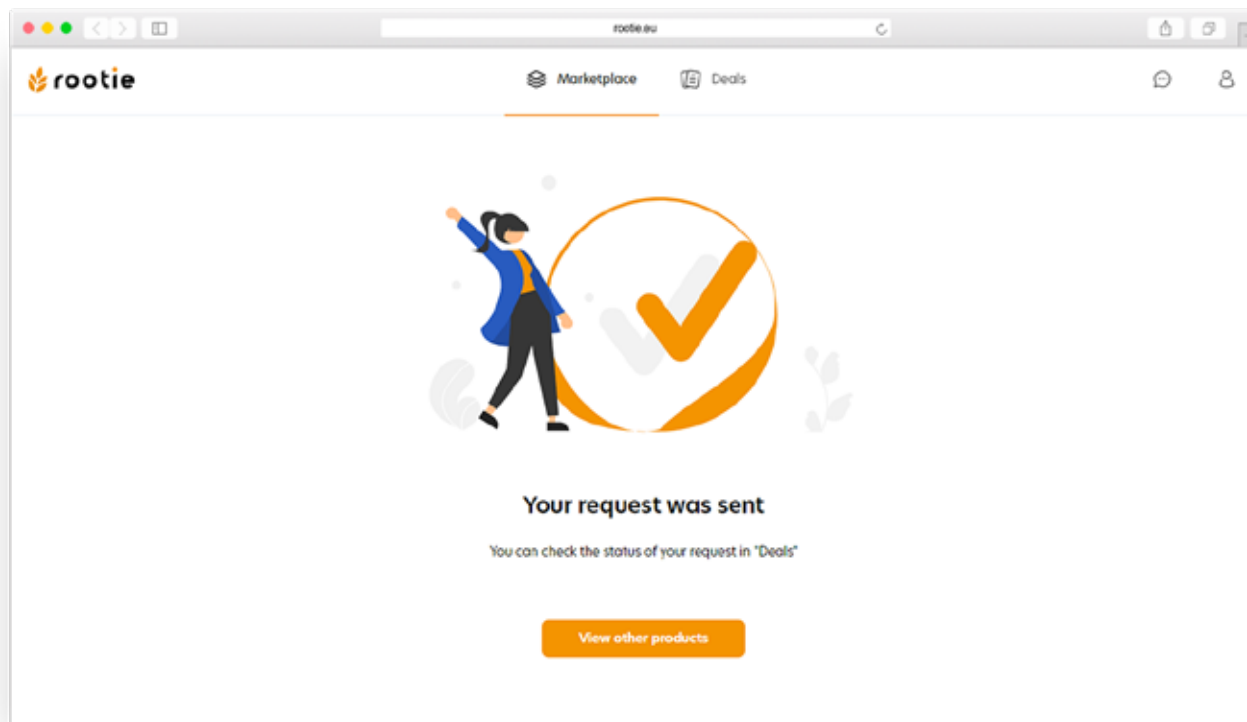 rootie.eu
rootie
Marketplace
Deals
Your request was sent
You can check the status of your request in "Deals"
View other products